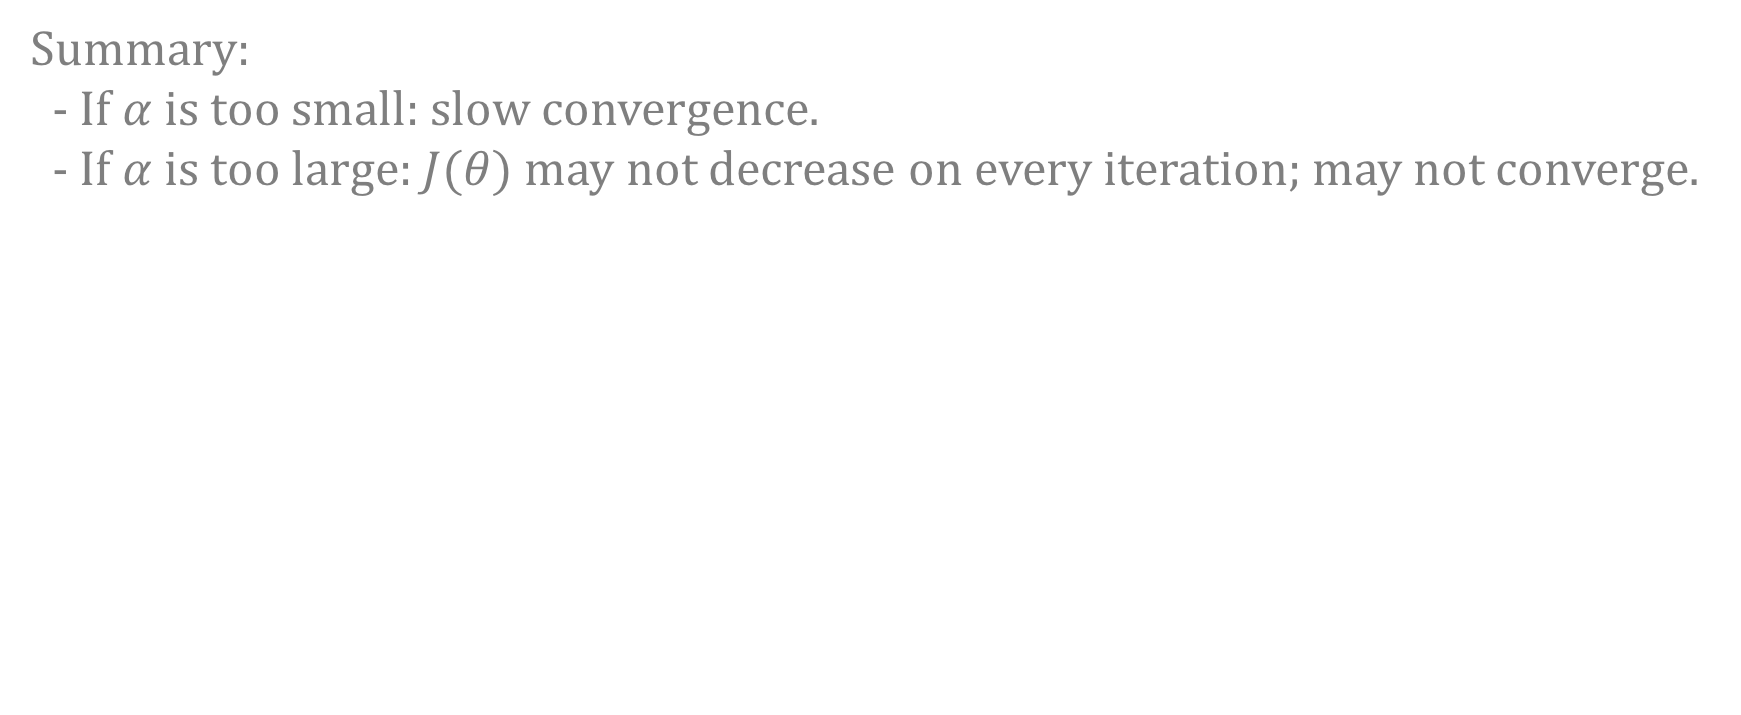 Summary:
- If α is too small: slow convergence.
- If α is too large: J(θ) may not decrease on every iteration; may not converge.